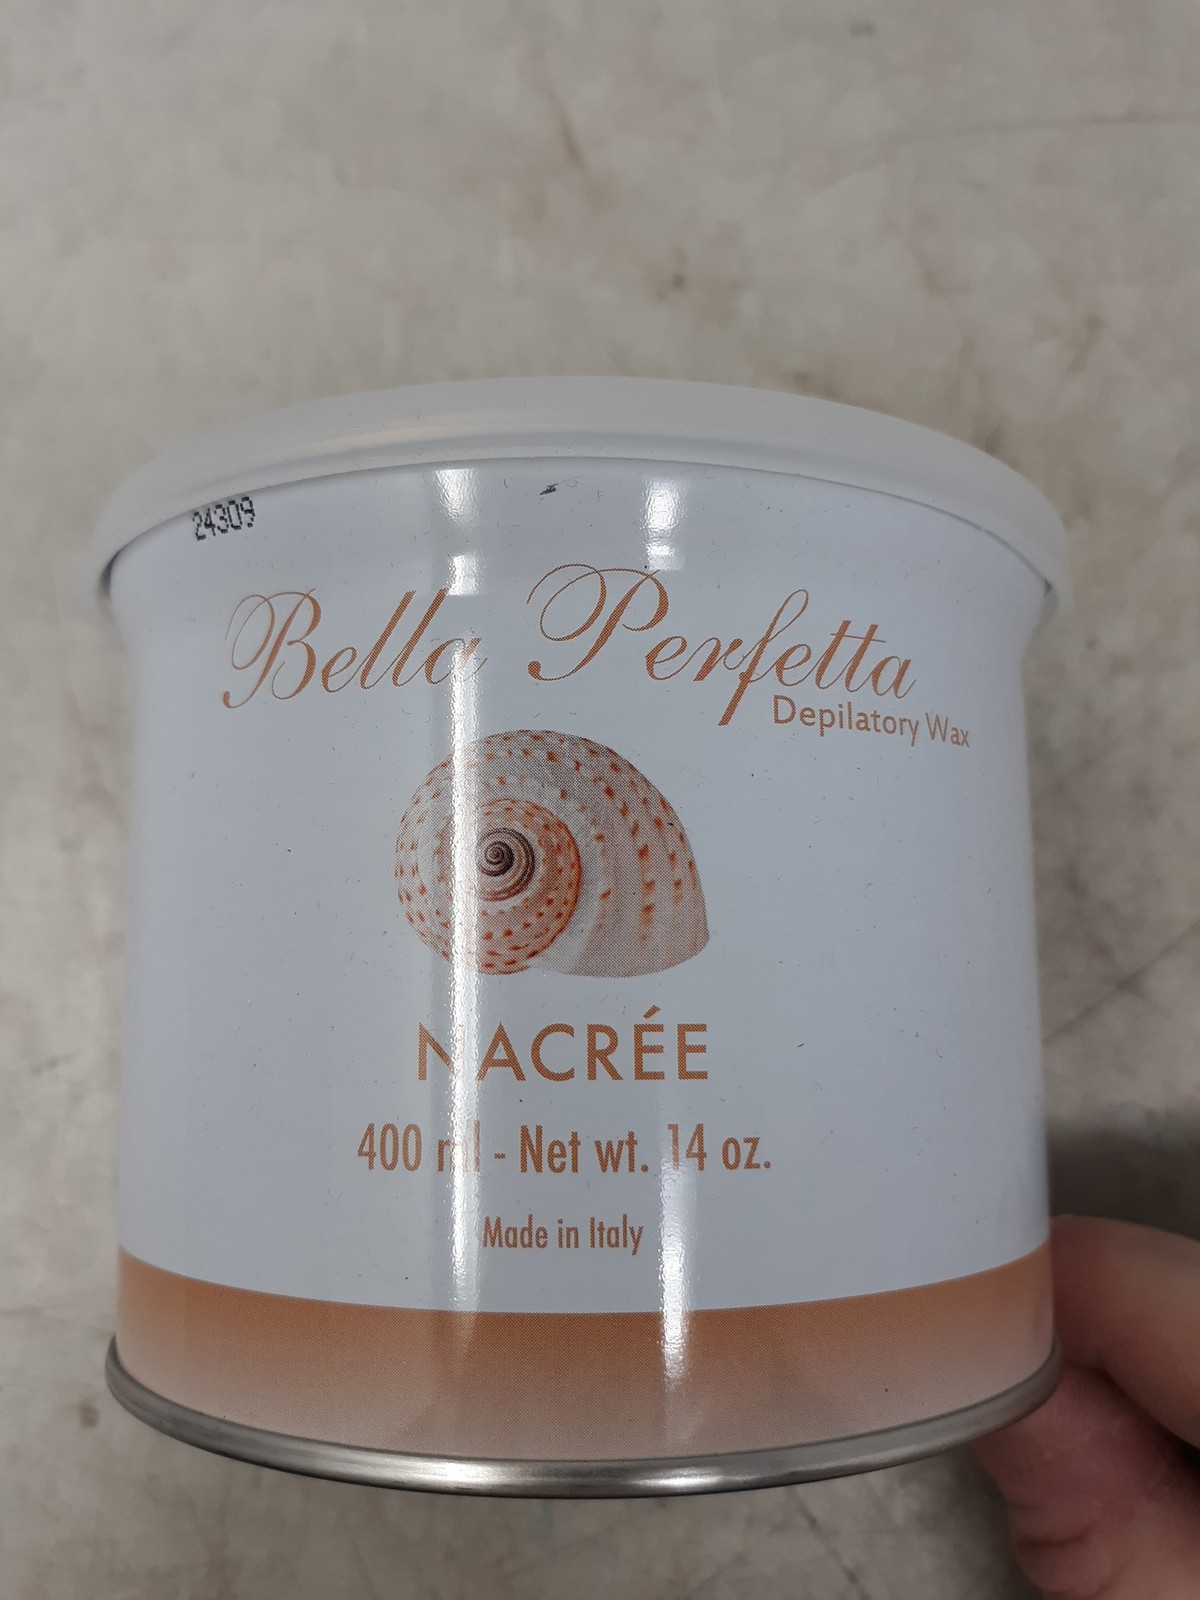 24309
Bella Perfetta
Depilatory Wax
NACRÉE
400 ml - Net wt. 14 oz.
Made in Italy